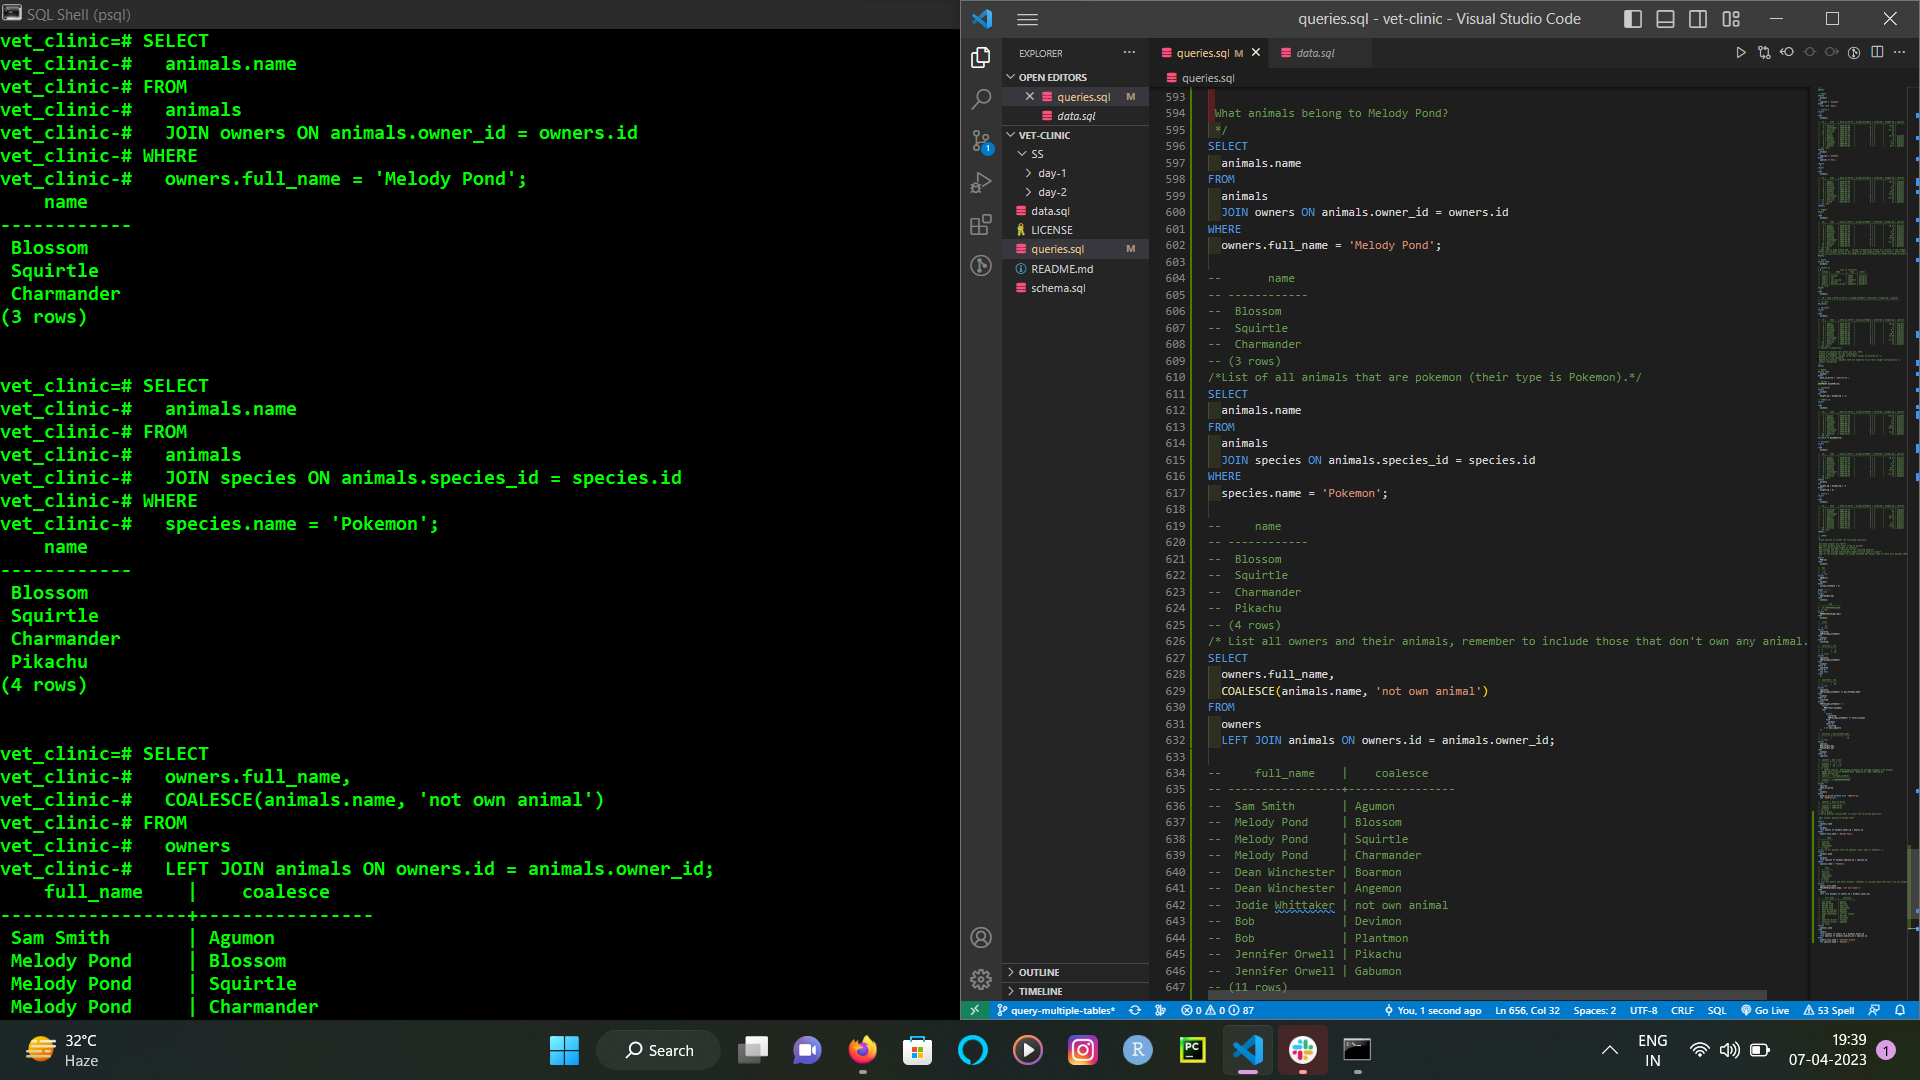 SQL Shell (psql)
vet_clinic=# SELECT
vet_clinic-#   animals.name
vet_clinic-# FROM
vet_clinic-#   animals
vet_clinic-#   JOIN owners ON animals.owner_id = owners.id
vet_clinic-# WHERE
vet_clinic-#   owners.full_name = 'Melody Pond';
    name
------------
 Blossom
 Squirtle
 Charmander
(3 rows)
vet_clinic=# SELECT
vet_clinic-#   animals.name
vet_clinic-# FROM
vet_clinic-#   animals
vet_clinic-#   JOIN species ON animals.species_id = species.id
vet_clinic-# WHERE
vet_clinic-#   species.name = 'Pokemon';
    name
------------
 Blossom
 Squirtle
 Charmander
 Pikachu
(4 rows)
vet_clinic=# SELECT
vet_clinic-#   owners.full_name,
vet_clinic-#   COALESCE(animals.name, 'not own animal')
vet_clinic-# FROM
vet_clinic-#   owners
vet_clinic-#   LEFT JOIN animals ON owners.id = animals.owner_id;
    full_name    |    coalesce
-----------------+----------------
 Sam Smith       | Agumon
 Melody Pond     | Blossom
 Melody Pond     | Squirtle
 Melody Pond     | Charmander
queries.sql - vet-clinic - Visual Studio Code
EXPLORER
OPEN EDITORS
queries.sql M
data.sql
VET-CLINIC
SS
day-1
day-2
data.sql
LICENSE
queries.sql M
README.md
schema.sql
OUTLINE
TIMELINE
1
queries.sql M
data.sql
queries.sql
593
594 What animals belong to Melody Pond?
595 */
596 SELECT
597   animals.name
598 FROM
599   animals
600   JOIN owners ON animals.owner_id = owners.id
601 WHERE
602   owners.full_name = 'Melody Pond';
603
604 --       name
605 -- ------------
606 --  Blossom
607 --  Squirtle
608 --  Charmander
609 -- (3 rows)
610 /*List of all animals that are pokemon (their type is Pokemon).*/
611 SELECT
612   animals.name
613 FROM
614   animals
615   JOIN species ON animals.species_id = species.id
616 WHERE
617   species.name = 'Pokemon';
618
619 --     name
620 -- ------------
621 --  Blossom
622 --  Squirtle
623 --  Charmander
624 --  Pikachu
625 -- (4 rows)
626 /* List all owners and their animals, remember to include those that don't own any animal.
627 SELECT
628   owners.full_name,
629   COALESCE(animals.name, 'not own animal')
630 FROM
631   owners
632   LEFT JOIN animals ON owners.id = animals.owner_id;
633
634 --     full_name    |    coalesce
635 -- -----------------+----------------
636 --  Sam Smith       | Agumon
637 --  Melody Pond     | Blossom
638 --  Melody Pond     | Squirtle
639 --  Melody Pond     | Charmander
640 --  Dean Winchester | Boarmon
641 --  Dean Winchester | Angemon
642 --  Jodie Whittaker | not own animal
643 --  Bob             | Devimon
644 --  Bob             | Plantmon
645 --  Jennifer Orwell | Pikachu
646 --  Jennifer Orwell | Gabumon
647 -- (11 rows)
query-multiple-tables* 0 0 87 You, 1 second ago Ln 656, Col 32 Spaces: 2 UTF-8 CRLF SQL Go Live 53 Spell
32°C
Haze
Search
R
PC
ENG
IN
19:39
07-04-2023
1